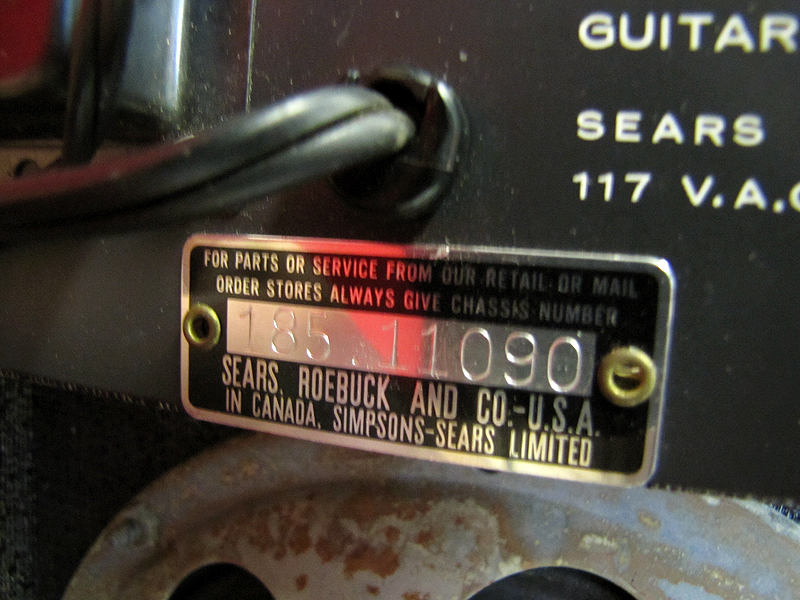 GUITAR
SEARS
117 V.A.C
FOR PARTS OR SERVICE FROM OUR RETAIL OR MAIL
ORDER STORES ALWAYS GIVE CHASSIS NUMBER
185.11090
SEARS, ROEBUCK AND CO.-U.S.A.
IN CANADA, SIMPSONS-SEARS LIMITED